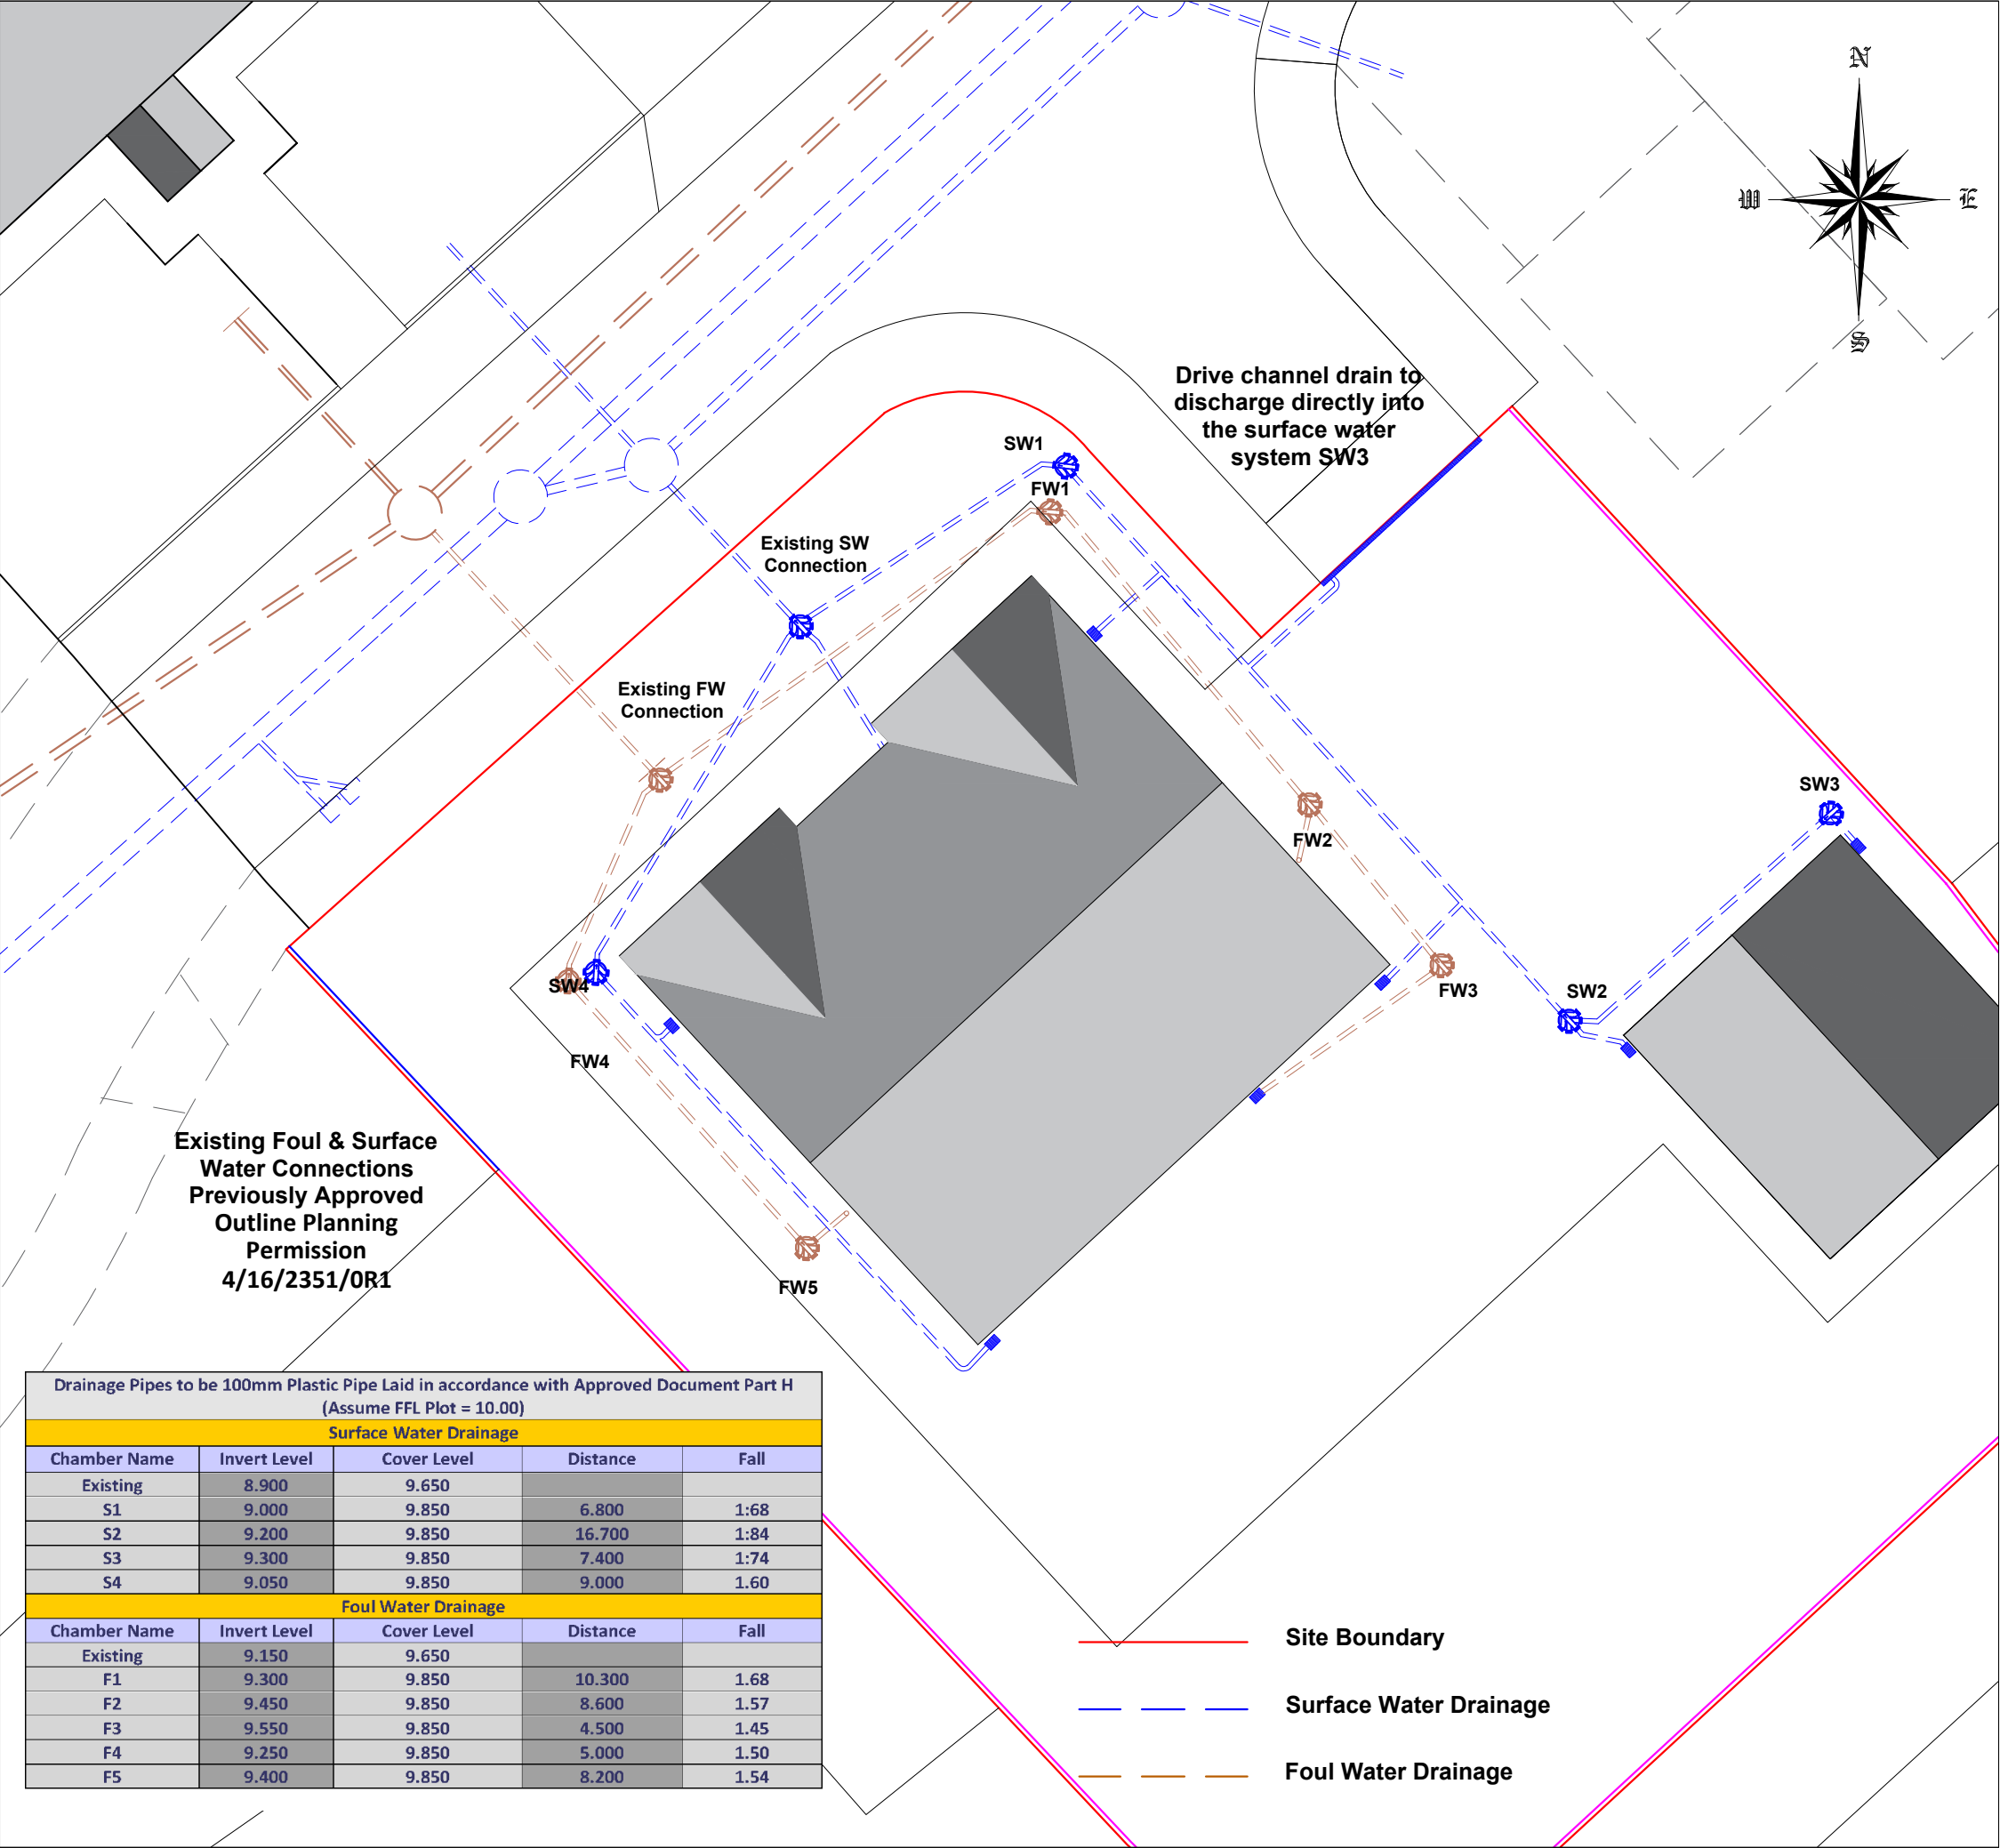 N
W
E
S
Drive channel drain to
discharge directly into
the surface water
system SW3
SW1
FW1
Existing SW
Connection
Existing FW
Connection
SW3
FW2
SW4
FW3
SW2
FW4
Existing Foul & Surface
Water Connections
Previously Approved
Outline Planning
Permission
4/16/2351/0R1
FW5
Drainage Pipes to be 100mm Plastic Pipe Laid in accordance with Approved Document Part H
(Assume FFL Plot = 10.00)
Surface Water Drainage
Chamber Name Invert Level Cover Level Distance Fall
Existing 8.900 9.650
S1 9.000 9.850 6.800 1:68
S2 9.200 9.850 16.700 1:84
S3 9.300 9.850 7.400 1:74
S4 9.050 9.850 9.000 1.60
Foul Water Drainage
Chamber Name Invert Level Cover Level Distance Fall
Existing 9.150 9.650
F1 9.300 9.850 10.300 1.68
F2 9.450 9.850 8.600 1.57
F3 9.550 9.850 4.500 1.45
F4 9.250 9.850 5.000 1.50
F5 9.400 9.850 8.200 1.54
Site Boundary
Surface Water Drainage
Foul Water Drainage